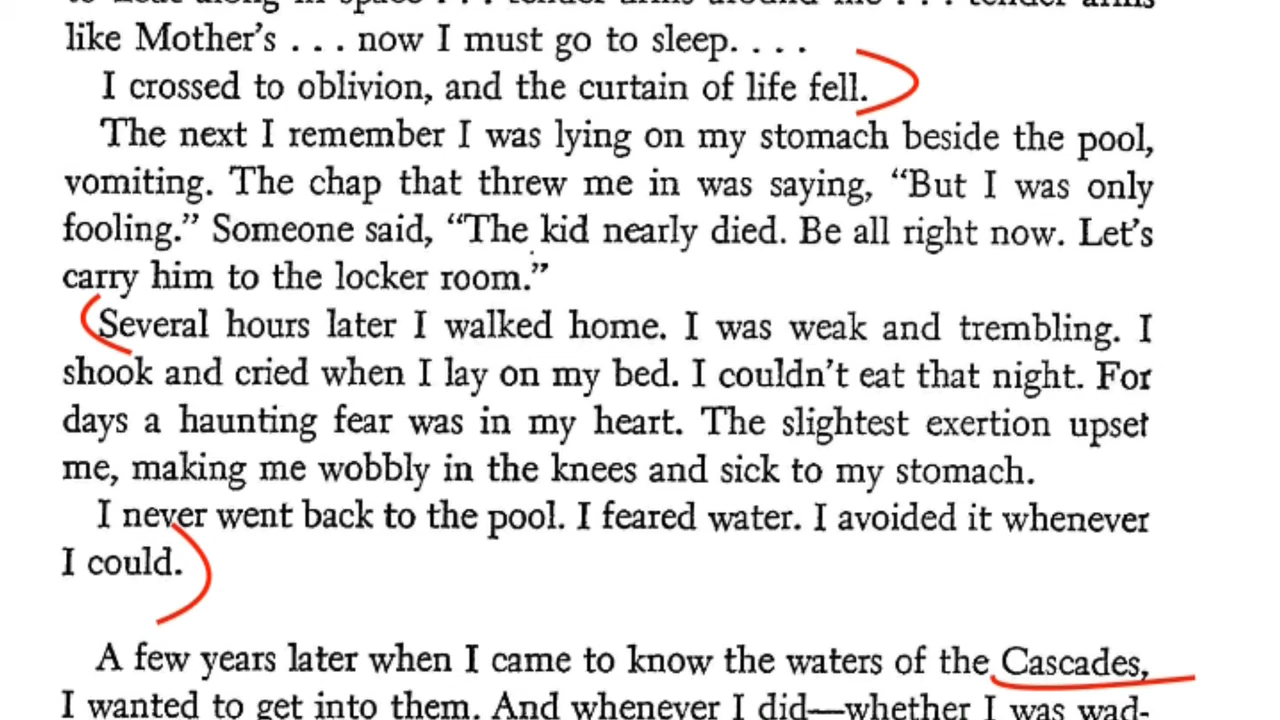 to float along in space . . . tender arms around me . . . tender arms
like Mother's . . . now I must go to sleep. . . .
I crossed to oblivion, and the curtain of life fell.
The next I remember I was lying on my stomach beside the pool,
vomiting. The chap that threw me in was saying, “But I was only
fooling.” Someone said, “The kid nearly died. Be all right now. Let's
carry him to the locker room.”
Several hours later I walked home. I was weak and trembling. I
shook and cried when I lay on my bed. I couldn't eat that night. For
days a haunting fear was in my heart. The slightest exertion upset
me, making me wobbly in the knees and sick to my stomach.
I never went back to the pool. I feared water. I avoided it whenever
I could.
A few years later when I came to know the waters of the Cascades,
I wanted to get into them. And whenever I did—whether I was wad-